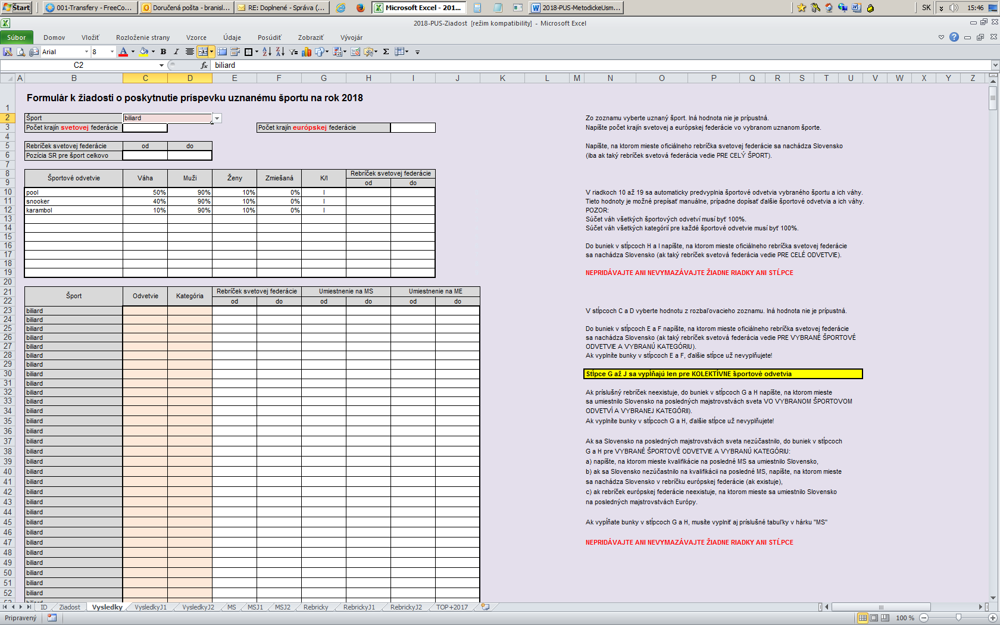 Štart
001-Transfery - FreeCo...
Doručená pošta - branisl...
RE: Doplnené - Správa (...
Microsoft Excel - 201...
2018-PUS-MetodickeUsm...
SK
15:46
2018-PUS-Ziadost [režim kompatibility] - Microsoft Excel
Súbor Domov Vložiť Rozloženie strany Vzorce Údaje Posúdiť Zobraziť Vývojár
Arial 8
C2 fx biliard
A B C D E F G H I J K L M N O P Q R S T U V W X Y Z
1 Formulár k žiadosti o poskytnutie príspevku uznanému športu na rok 2018
2 Šport biliard Zo zoznamu vyberte uznaný šport. Iná hodnota nie je prípustná.
3 Počet krajín svetovej federácie Počet krajín európskej federácie Napíšte počet krajín svetovej a európskej federácie vo vybranom uznanom športe.
4
5 Rebríček svetovej federácie od do Napíšte, na ktorom mieste oficiálneho rebríčka svetovej federácie sa nachádza Slovensko
6 Pozícia SR pre šport celkovo (iba ak taký rebríček svetová federácia vedie PRE CELÝ ŠPORT).
7
8 Športové odvetvie Váha Muži Ženy Zmiešaná K/I Rebríček svetovej federácie
9 od do
10 pool 50% 90% 10% 0% I V riadkoch 10 až 19 sa automaticky predvyplnia športové odvetvia vybraného športu a ich váhy.
11 snooker 40% 90% 10% 0% I Tieto hodnoty je možné prepísať manuálne, prípadne dopísať ďalšie športové odvetvia a ich váhy.
12 karambol 10% 90% 10% 0% I POZOR:
13 Súčet váh všetkých športových odvetví musí byť 100%.
14 Súčet váh všetkých kategórií pre každé športové odvetvie musí byť 100%.
15
16 Do buniek v stĺpcoch H a I napíšte, na ktorom mieste oficiálneho rebríčka svetovej federácie
17 sa nachádza Slovensko (ak taký rebríček svetová federácia vedie PRE CELÉ ODVETVIE).
18
19 NEPRIDÁVAJTE ANI NEVYMAZÁVAJTE ŽIADNE RIADKY ANI STĹPCE
20
21 Šport Odvetvie Kategória Rebríček svetovej federácie Umiestnenie na MS Umiestnenie na ME
22 od do od do od do
23 biliard V stĺpcoch C a D vyberte hodnotu z rozbaľovacieho zoznamu. Iná hodnota nie je prípustná.
24 biliard
25 biliard Do buniek v stĺpcoch E a F napíšte, na ktorom mieste oficiálneho rebríčka svetovej federácie
26 biliard sa nachádza Slovensko (ak taký rebríček svetová federácia vedie PRE VYBRANÉ ŠPORTOVÉ
27 biliard ODVETVIE A VYBRANÚ KATEGÓRIU).
28 biliard Ak vyplníte bunky v stĺpcoch E a F, ďalšie stĺpce už nevyplňujete!
29 biliard
30 biliard Stĺpce G až J sa vypĺňajú len pre KOLEKTÍVNE športové odvetvia
31 biliard
32 biliard Ak príslušný rebríček neexistuje, do buniek v stĺpcoch G a H napíšte, na ktorom mieste
33 biliard sa umiestnilo Slovensko na posledných majstrovstvách sveta VO VYBRANOM ŠPORTOVOM
34 biliard ODVETVÍ A VYBRANEJ KATEGÓRII).
35 biliard Ak vyplníte bunky v stĺpcoch G a H, ďalšie stĺpce už nevyplňujete!
36 biliard
37 biliard Ak sa Slovensko na posledných majstrovstvách sveta nezúčastnilo, do buniek v stĺpcoch
38 biliard G a H pre VYBRANÉ ŠPORTOVÉ ODVETVIE A VYBRANÚ KATEGÓRIU:
39 biliard a) napíšte, na ktorom mieste kvalifikácie na posledné MS sa umiestnilo Slovensko,
40 biliard b) ak sa Slovensko nezúčastnilo na kvalifikácii na posledné MS, napíšte, na ktorom mieste
41 biliard sa nachádza Slovensko v rebríčku európskej federácie (ak existuje),
42 biliard c) ak rebríček európskej federácie neexistuje, na ktorom mieste sa umiestnilo Slovensko
43 biliard na posledných majstrovstvách Európy.
44 biliard
45 biliard Ak vypĺňate bunky v stĺpcoch G a H, musíte vyplniť aj príslušné tabuľky v hárku "MS"
46 biliard
47 biliard NEPRIDÁVAJTE ANI NEVYMAZÁVAJTE ŽIADNE RIADKY ANI STĹPCE
48 biliard
49 biliard
50 biliard
51 biliard
52 biliard
ID Ziadost Vysledky VysledkyJ1 VysledkyJ2 MS MSJ1 MSJ2 Rebricky RebrickyJ1 RebrickyJ2 TOP+2017
Pripravený 100 %